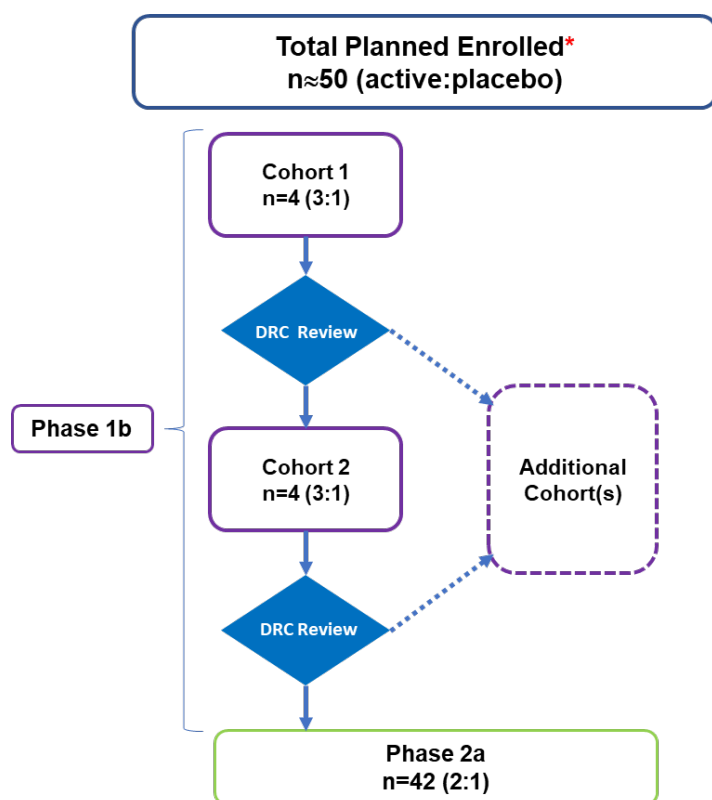 Total Planned Enrolled*
n≈50 (active:placebo)
Cohort 1
n=4 (3:1)
DRC Review
Phase 1b
Cohort 2
n=4 (3:1)
Additional
Cohort(s)
DRC Review
Phase 2a
n=42 (2:1)